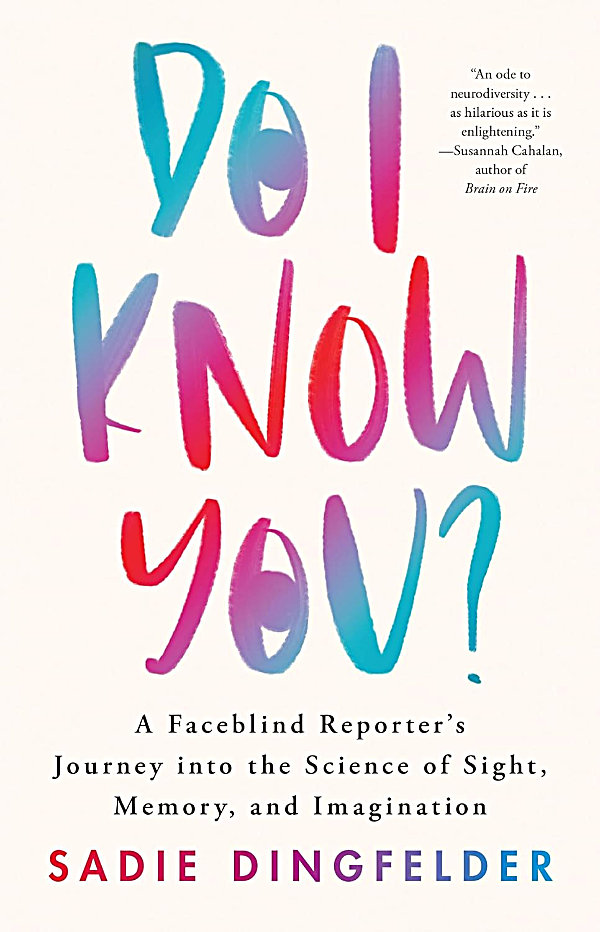 DO I
KNOW
YOU?
“An ode to
neurodiversity . . .
as hilarious as it is
enlightening.”
—Susannah Cahalan,
author of
Brain on Fire
A Faceblind Reporter’s
Journey into the Science of Sight,
Memory, and Imagination
SADIE DINGFELDER